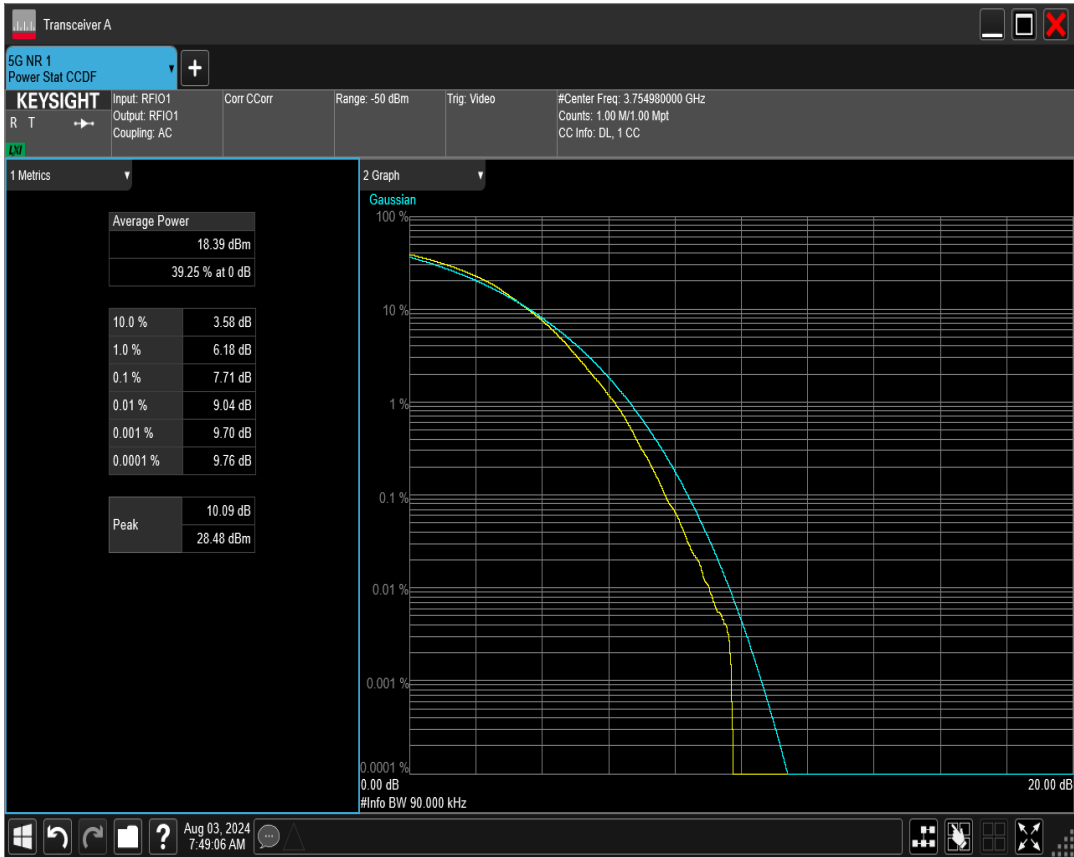 Transceiver A
5G NR 1
Power Stat CCDF
+
KEYSIGHT
R T
LXI
Input: RFIO1
Output: RFIO1
Coupling: AC
Corr CCorr
Range: -50 dBm
Trig: Video
#Center Freq: 3.754980000 GHz
Counts: 1.00 M/1.00 Mpt
CC Info: DL, 1 CC
1 Metrics
Average Power
18.39 dBm
39.25 % at 0 dB
10.0 % 3.58 dB
1.0 % 6.18 dB
0.1 % 7.71 dB
0.01 % 9.04 dB
0.001 % 9.70 dB
0.0001 % 9.76 dB
Peak
10.09 dB
28.48 dBm
2 Graph
Gaussian
100 %
10 %
1 %
0.1 %
0.01 %
0.001 %
0.0001 %
0.00 dB 20.00 dB
#Info BW 90.000 kHz
?
Aug 03, 2024
7:49:06 AM